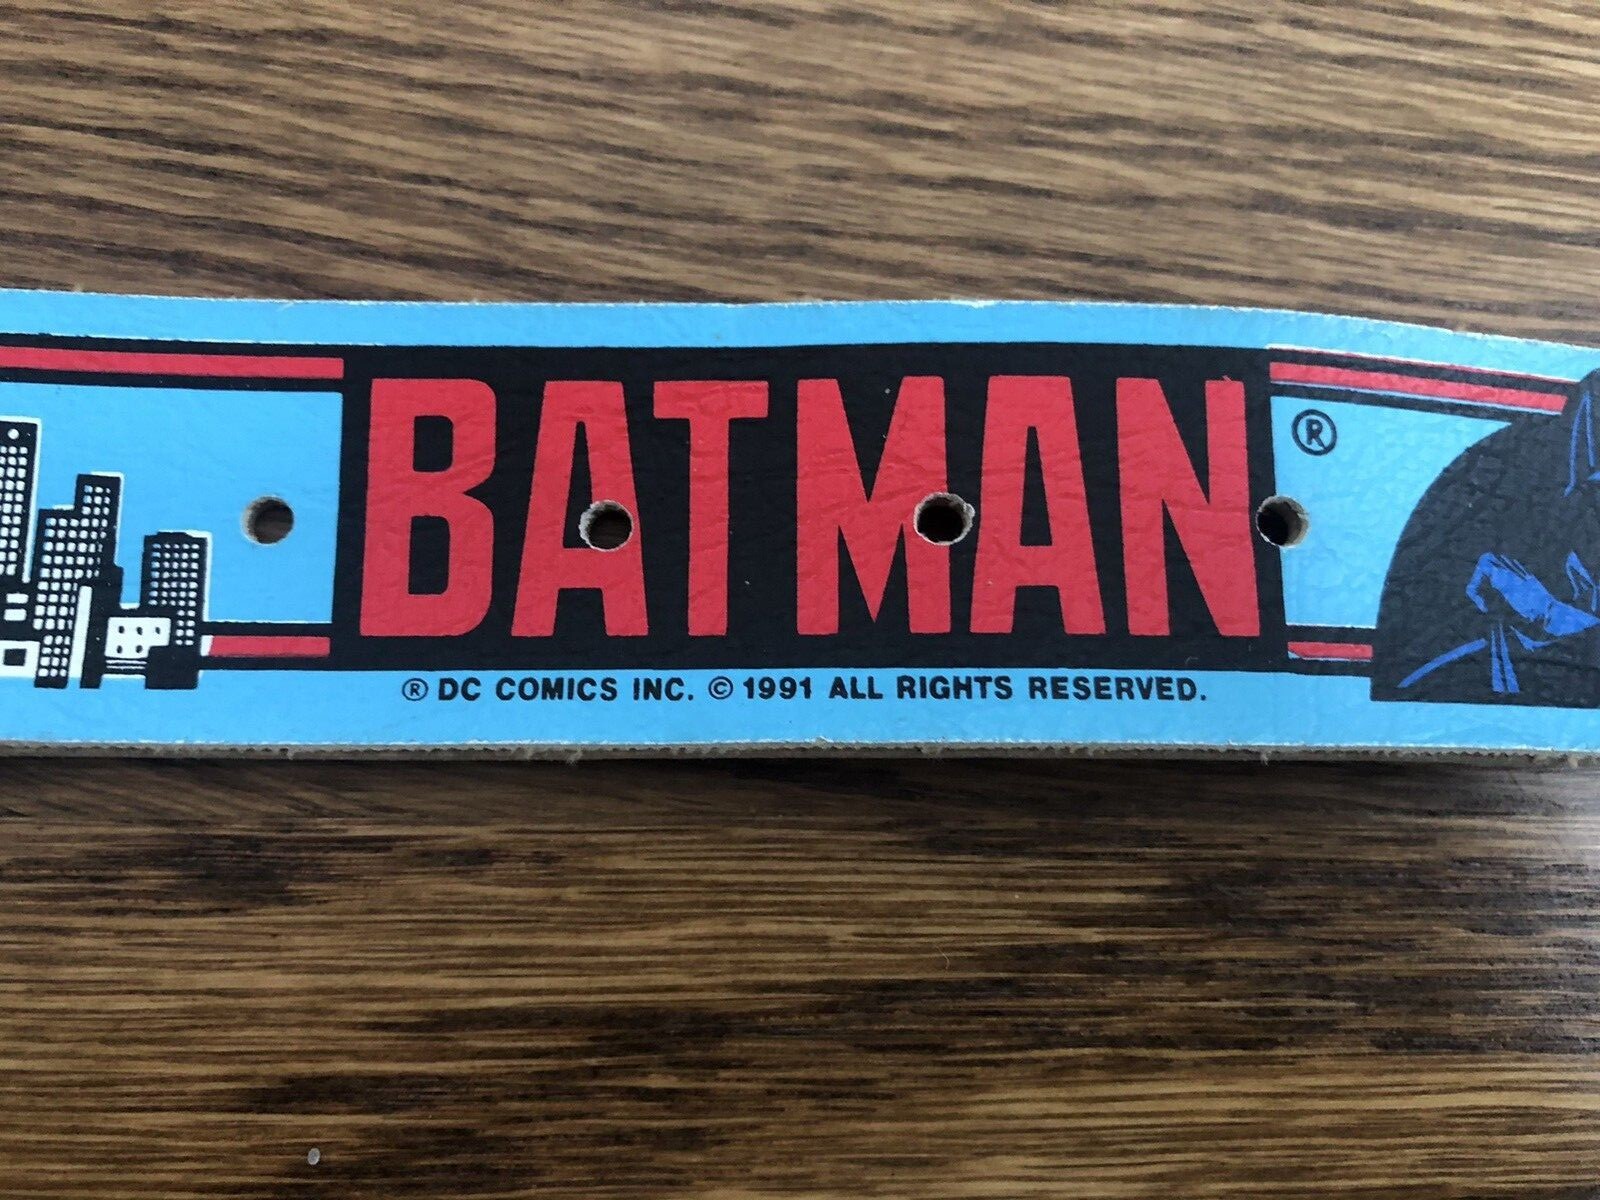 BATMAN ®
® DC COMICS INC. © 1991 ALL RIGHTS RESERVED.